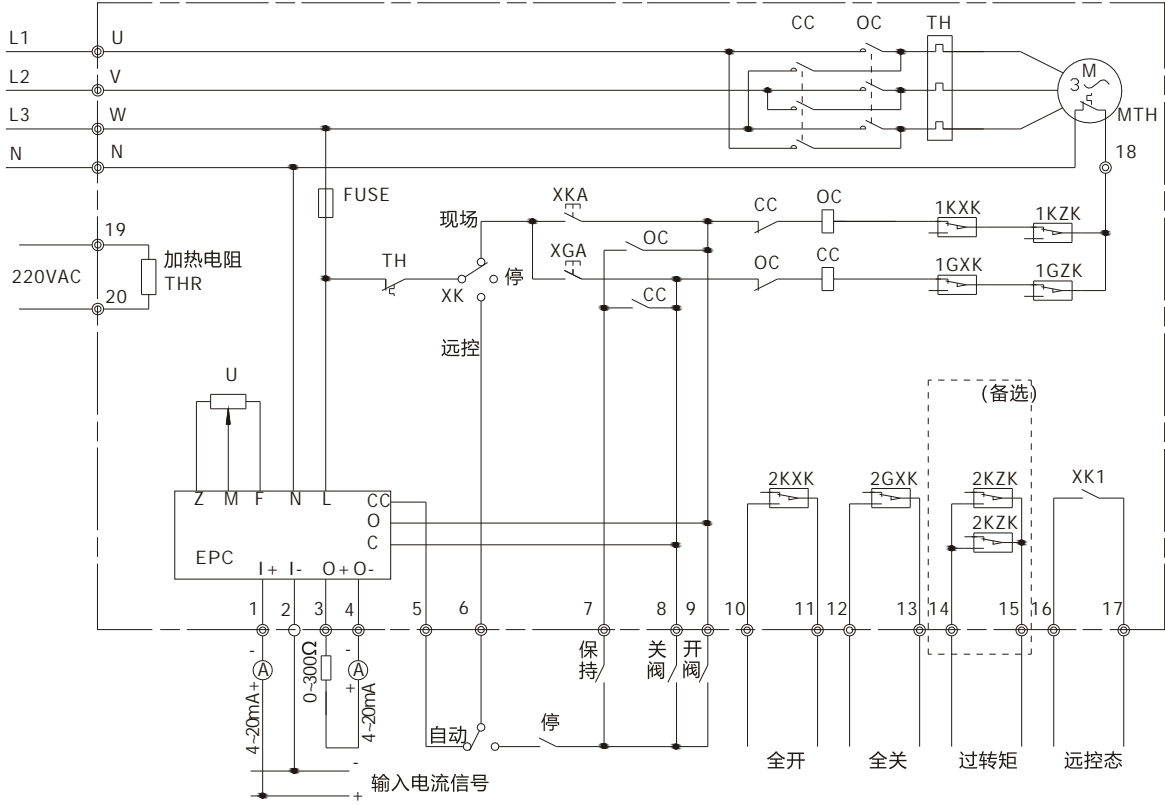 CC OC TH
L1 U
L2 V
L3 W
N N
M
3
MTH
18
FUSE
现场
XKA
CC
OC
1KXK
1KZK
19
加热电阻
THR
220VAC
20
TH
XK
停
OC
XGA
CC
OC
CC
1GXK
1GZK
远控
U
(备选)
Z M F N L CC
O
C
EPC
I+ I- O+ O-
2KXK
2GXK
2KZK
2KZK
XK1
1 2 3 4 5 6 7 8 9 10 11 12 13 14 15 16 17
- A +
4~20mA
0~300Ω
- A +
4~20mA
保持
关阀
开阀
自动
停
全开
全关
过转矩
远控态
-
输入电流信号
+